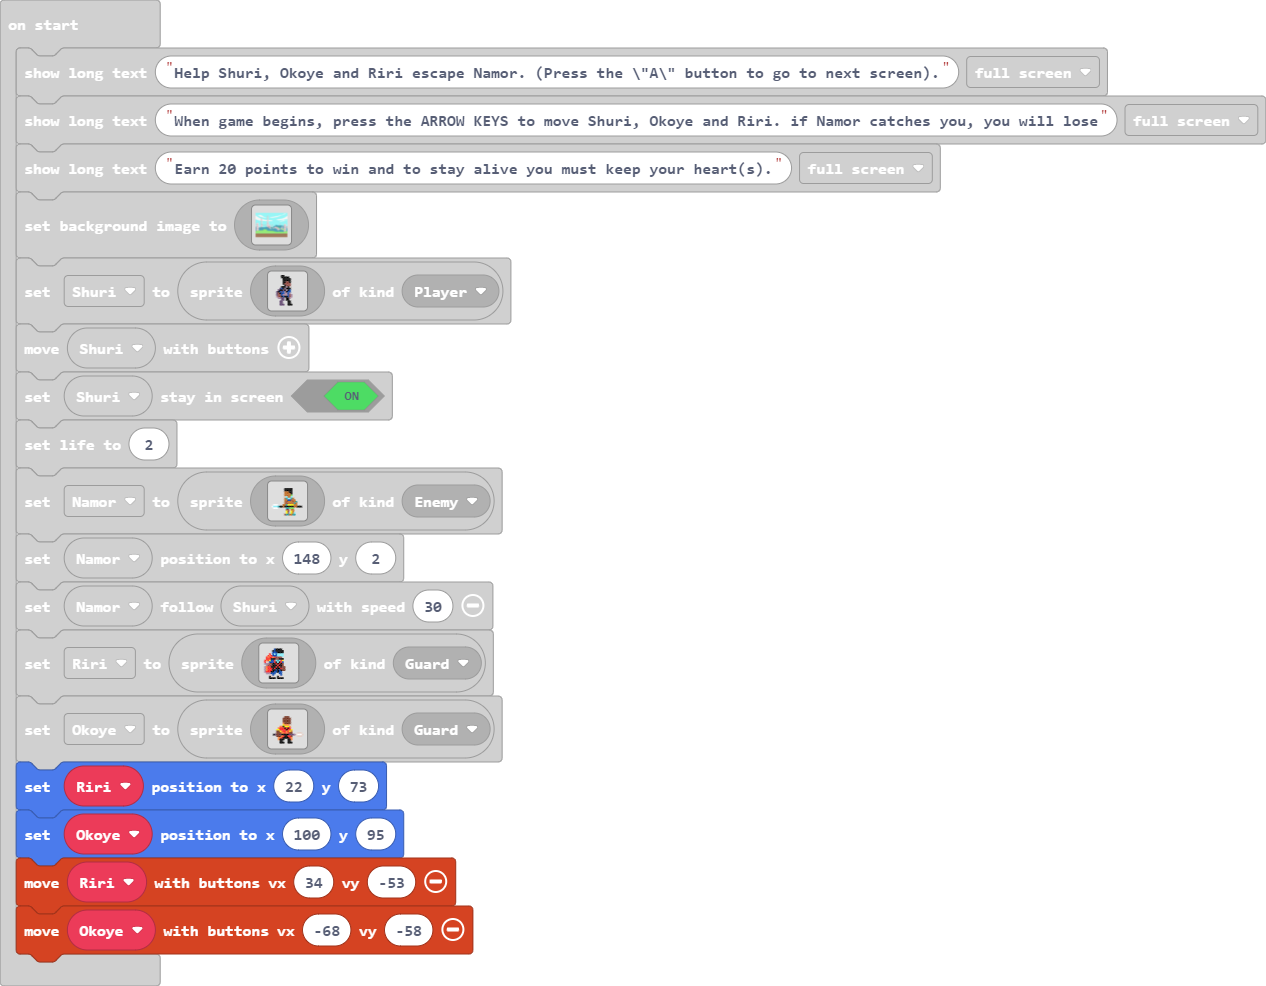 on start
show long text "Help Shuri, Okoye and Riri escape Namor. (Press the \"A\" button to go to next screen)." full screen
show long text "When game begins, press the ARROW KEYS to move Shuri, Okoye and Riri. if Namor catches you, you will lose" full screen
show long text "Earn 20 points to win and to stay alive you must keep your heart(s)." full screen
set background image to
set Shuri to sprite of kind Player
move Shuri with buttons
set Shuri stay in screen ON
set life to 2
set Namor to sprite of kind Enemy
set Namor position to x 148 y 2
set Namor follow Shuri with speed 30
set Riri to sprite of kind Guard
set Okoye to sprite of kind Guard
set Riri position to x 22 y 73
set Okoye position to x 100 y 95
move Riri with buttons vx 34 vy -53
move Okoye with buttons vx -68 vy -58